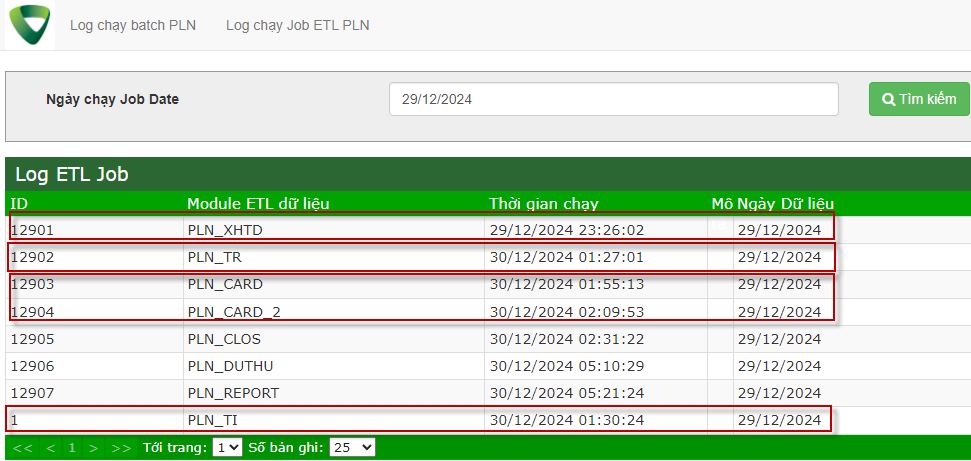 Log chạy batch PLN Log chạy Job ETL PLN
Ngày chạy Job Date 29/12/2024 Tìm kiếm
Log ETL Job
ID Module ETL dữ liệu Thời gian chạy Mô Ngày Dữ liệu
12901 PLN_XHTD 29/12/2024 23:26:02 29/12/2024
12902 PLN_TR 30/12/2024 01:27:01 29/12/2024
12903 PLN_CARD 30/12/2024 01:55:13 29/12/2024
12904 PLN_CARD_2 30/12/2024 02:09:53 29/12/2024
12905 PLN_CLOS 30/12/2024 02:31:22 29/12/2024
12906 PLN_DUTHU 30/12/2024 05:10:29 29/12/2024
12907 PLN_REPORT 30/12/2024 05:21:24 29/12/2024
1 PLN_TI 30/12/2024 01:30:24 29/12/2024
<< < 1 > >> Tới trang: 1 Số bản ghi: 25